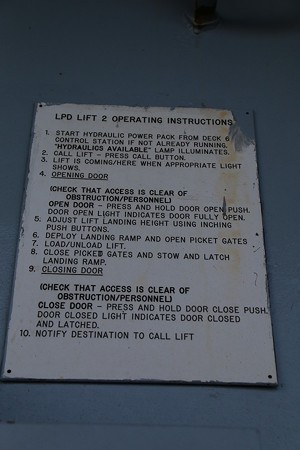 LPD LIFT 2 OPERATING INSTRUCTIONS
1. START HYDRAULIC POWER PACK FROM DECK 6
CONTROL STATION IF NOT ALREADY RUNNING.
"HYDRAULICS AVAILABLE" LAMP ILLUMINATES.
2. CALL LIFT - PRESS CALL BUTTON.
3. LIFT IS COMING/HERE WHEN APPROPRIATE LIGHT
SHOWS.
4. OPENING DOOR
(CHECK THAT ACCESS IS CLEAR OF
OBSTRUCTION/PERSONNEL)
OPEN DOOR - PRESS AND HOLD DOOR OPEN PUSH.
DOOR OPEN LIGHT INDICATES DOOR FULLY OPEN.
5. ADJUST LIFT LANDING HEIGHT USING INCHING
PUSH BUTTONS.
6. DEPLOY LANDING RAMP AND OPEN PICKET GATES
7. LOAD/UNLOAD LIFT.
8. CLOSE PICKET GATES AND STOW AND LATCH
LANDING RAMP.
9. CLOSING DOOR
(CHECK THAT ACCESS IS CLEAR OF
OBSTRUCTION/PERSONNEL)
CLOSE DOOR - PRESS AND HOLD DOOR CLOSE PUSH.
DOOR CLOSED LIGHT INDICATES DOOR CLOSED
AND LATCHED.
10. NOTIFY DESTINATION TO CALL LIFT